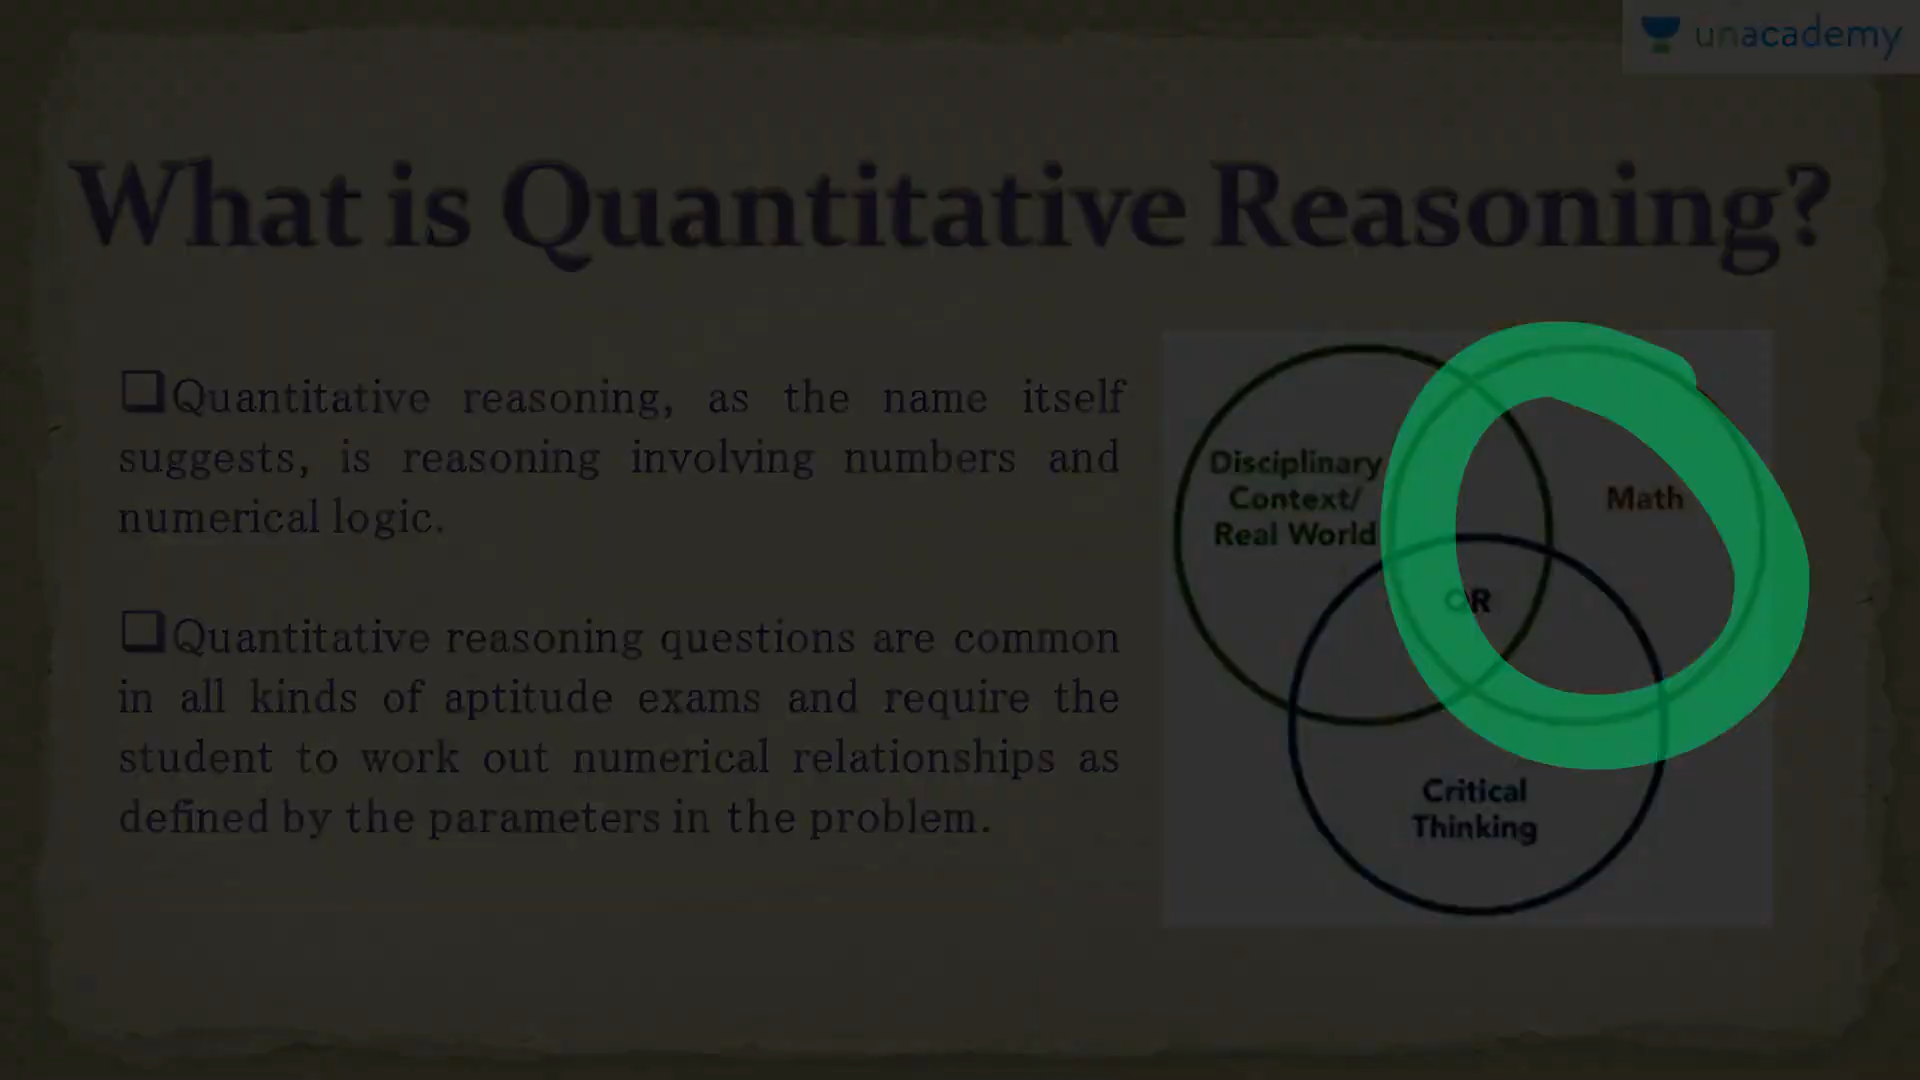 unacademy
What is Quantitative Reasoning?
❑Quantitative reasoning, as the name itself
suggests, is reasoning involving numbers and
numerical logic.
❑Quantitative reasoning questions are common
in all kinds of aptitude exams and require the
student to work out numerical relationships as
defined by the parameters in the problem.
Disciplinary
Context/
Real World
Math
QR
Critical
Thinking